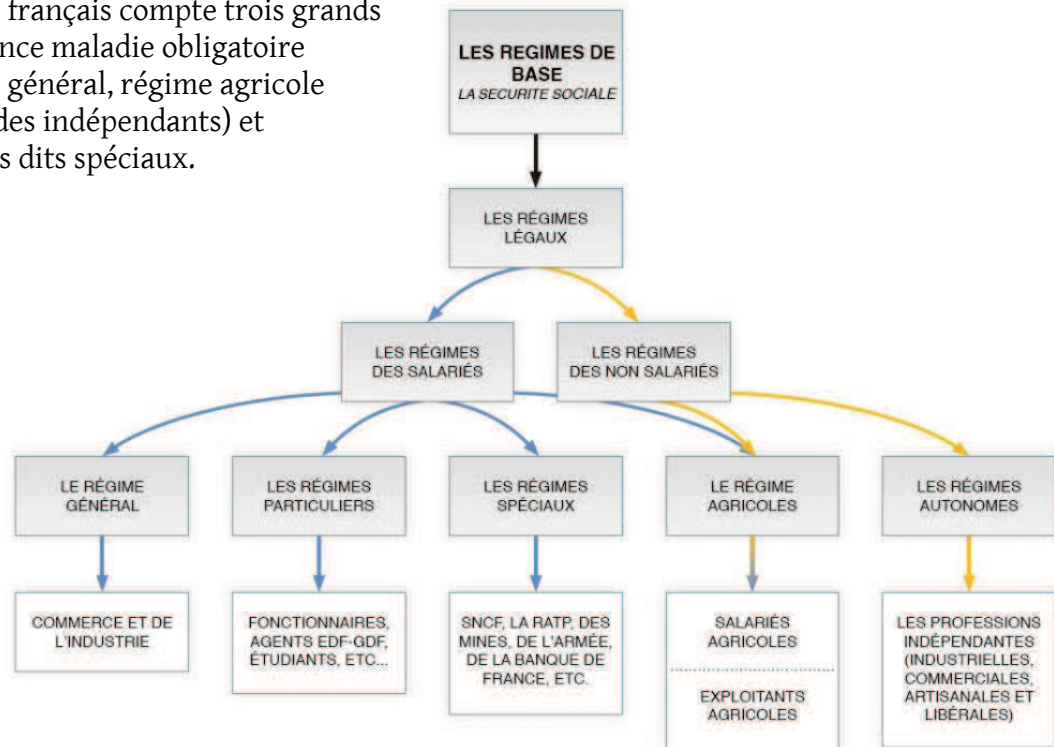 français compte trois grands
nce maladie obligatoire
général, régime agricole
des indépendants) et
s dits spéciaux.
LES REGIMES DE
BASE
LA SECURITE SOCIALE
LES RÉGIMES
LÉGAUX
LES RÉGIMES
DES SALARIÉS
LES RÉGIMES
DES NON SALARIÉS
LE RÉGIME
GÉNÉRAL
LES RÉGIMES
PARTICULIERS
LES RÉGIMES
SPÉCIAUX
LE RÉGIME
AGRICOLES
LES RÉGIMES
AUTONOMES
COMMERCE ET DE
L'INDUSTRIE
FONCTIONNAIRES,
AGENTS EDF-GDF,
ÉTUDIANTS, ETC...
SNCF, LA RATP, DES
MINES, DE L'ARMÉE,
DE LA BANQUE DE
FRANCE, ETC.
SALARIÉS
AGRICOLES
EXPLOITANTS
AGRICOLES
LES PROFESSIONS
INDÉPENDANTES
(INDUSTRIELLES,
COMMERCIALES,
ARTISANALES ET
LIBÉRALES)